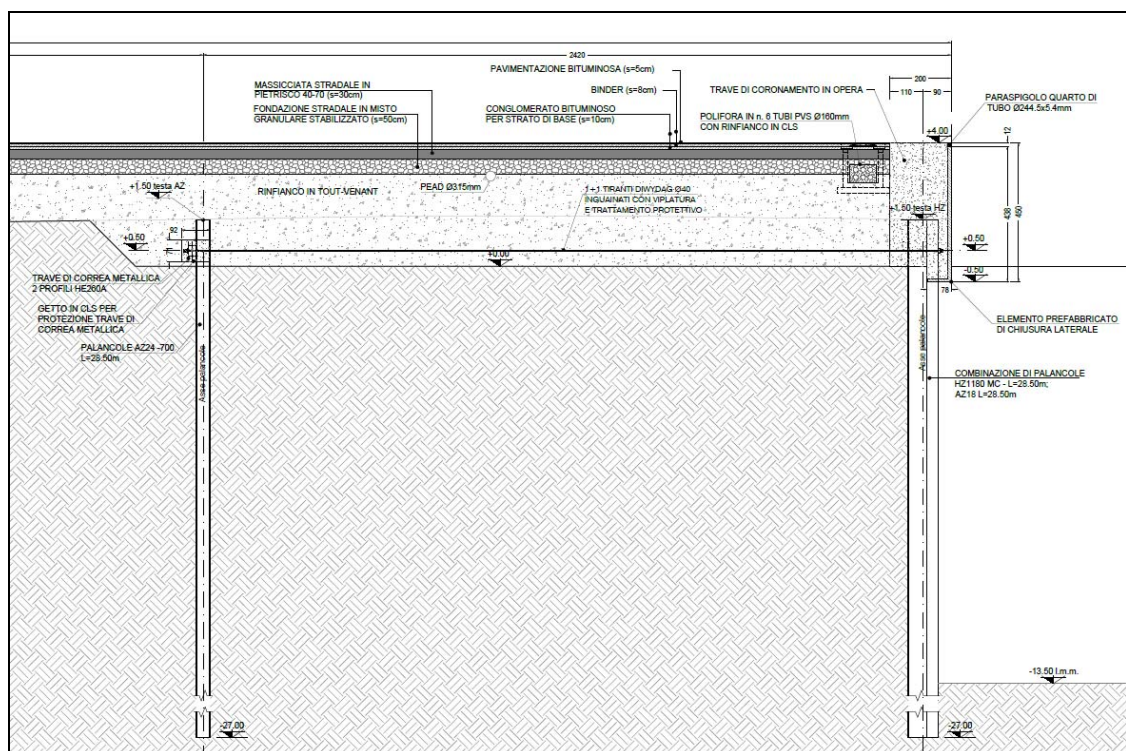 2420
PAVIMENTAZIONE BITUMINOSA (s=5cm)
200
MASSICCIATA STRADALE IN
PIETRISCO 40-70 (s=30cm)
BINDER (s=8cm)
TRAVE DI CORONAMENTO IN OPERA
110
90
PARASPIGOLO QUARTO DI
TUBO Ø244.5x5.4mm
FONDAZIONE STRADALE IN MISTO
GRANULARE STABILIZZATO (s=50cm)
CONGLOMERATO BITUMINOSO
PER STRATO DI BASE (s=10cm)
POLIFORA IN n. 6 TUBI PVS Ø160mm
CON RINFIANCO IN CLS
+4.00
12
+1.50 testa AZ
RINFIANCO IN TOUT-VENANT
PEAD Ø315mm
1+1 TIRANTI DIWYDAG Ø40
INGUAINATI CON VIPLATURA
E TRATTAMENTO PROTETTIVO
+1.50 testa HZ
438
450
92
+0.50
71
+0.00
+0.50
-0.50
TRAVE DI CORREA METALLICA
2 PROFILI HE260A
78
GETTO IN CLS PER
PROTEZIONE TRAVE DI
CORREA METALLICA
ELEMENTO PREFABBRICATO
DI CHIUSURA LATERALE
PALANCOLE AZ24 -700
L=28.50m
Asse palancole
Asse palancole
COMBINAZIONE DI PALANCOLE
HZ1180 MC - L=28.50m;
AZ18 L=28.50m
-13.50 l.m.m.
-27.00
-27.00